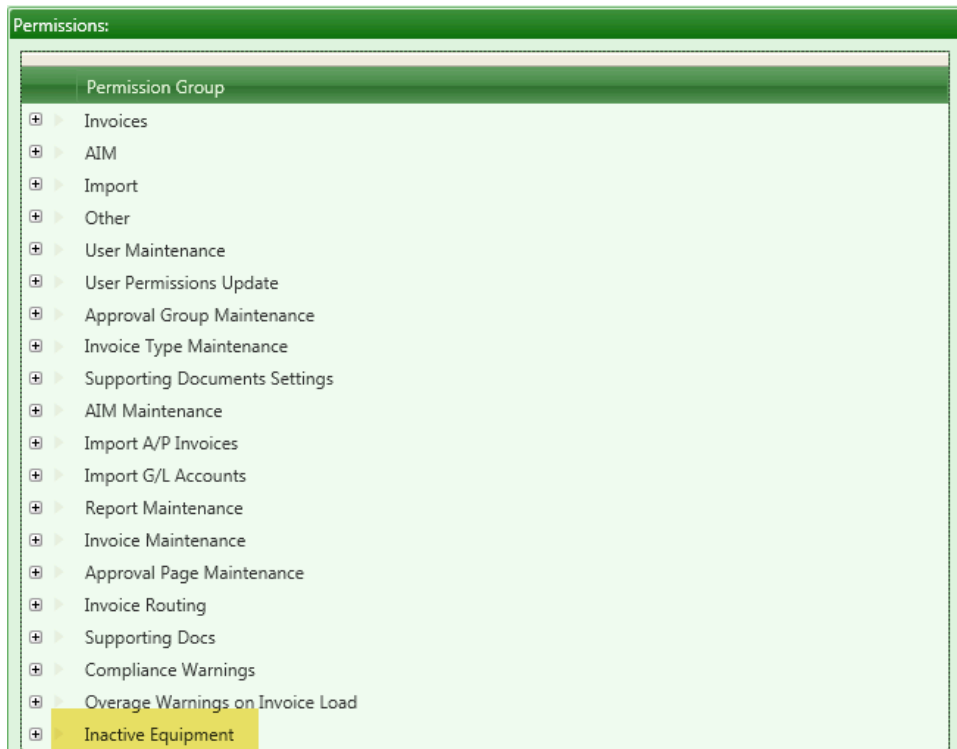 Permissions:
Permission Group
Invoices
AIM
Import
Other
User Maintenance
User Permissions Update
Approval Group Maintenance
Invoice Type Maintenance
Supporting Documents Settings
AIM Maintenance
Import A/P Invoices
Import G/L Accounts
Report Maintenance
Invoice Maintenance
Approval Page Maintenance
Invoice Routing
Supporting Docs
Compliance Warnings
Overage Warnings on Invoice Load
Inactive Equipment